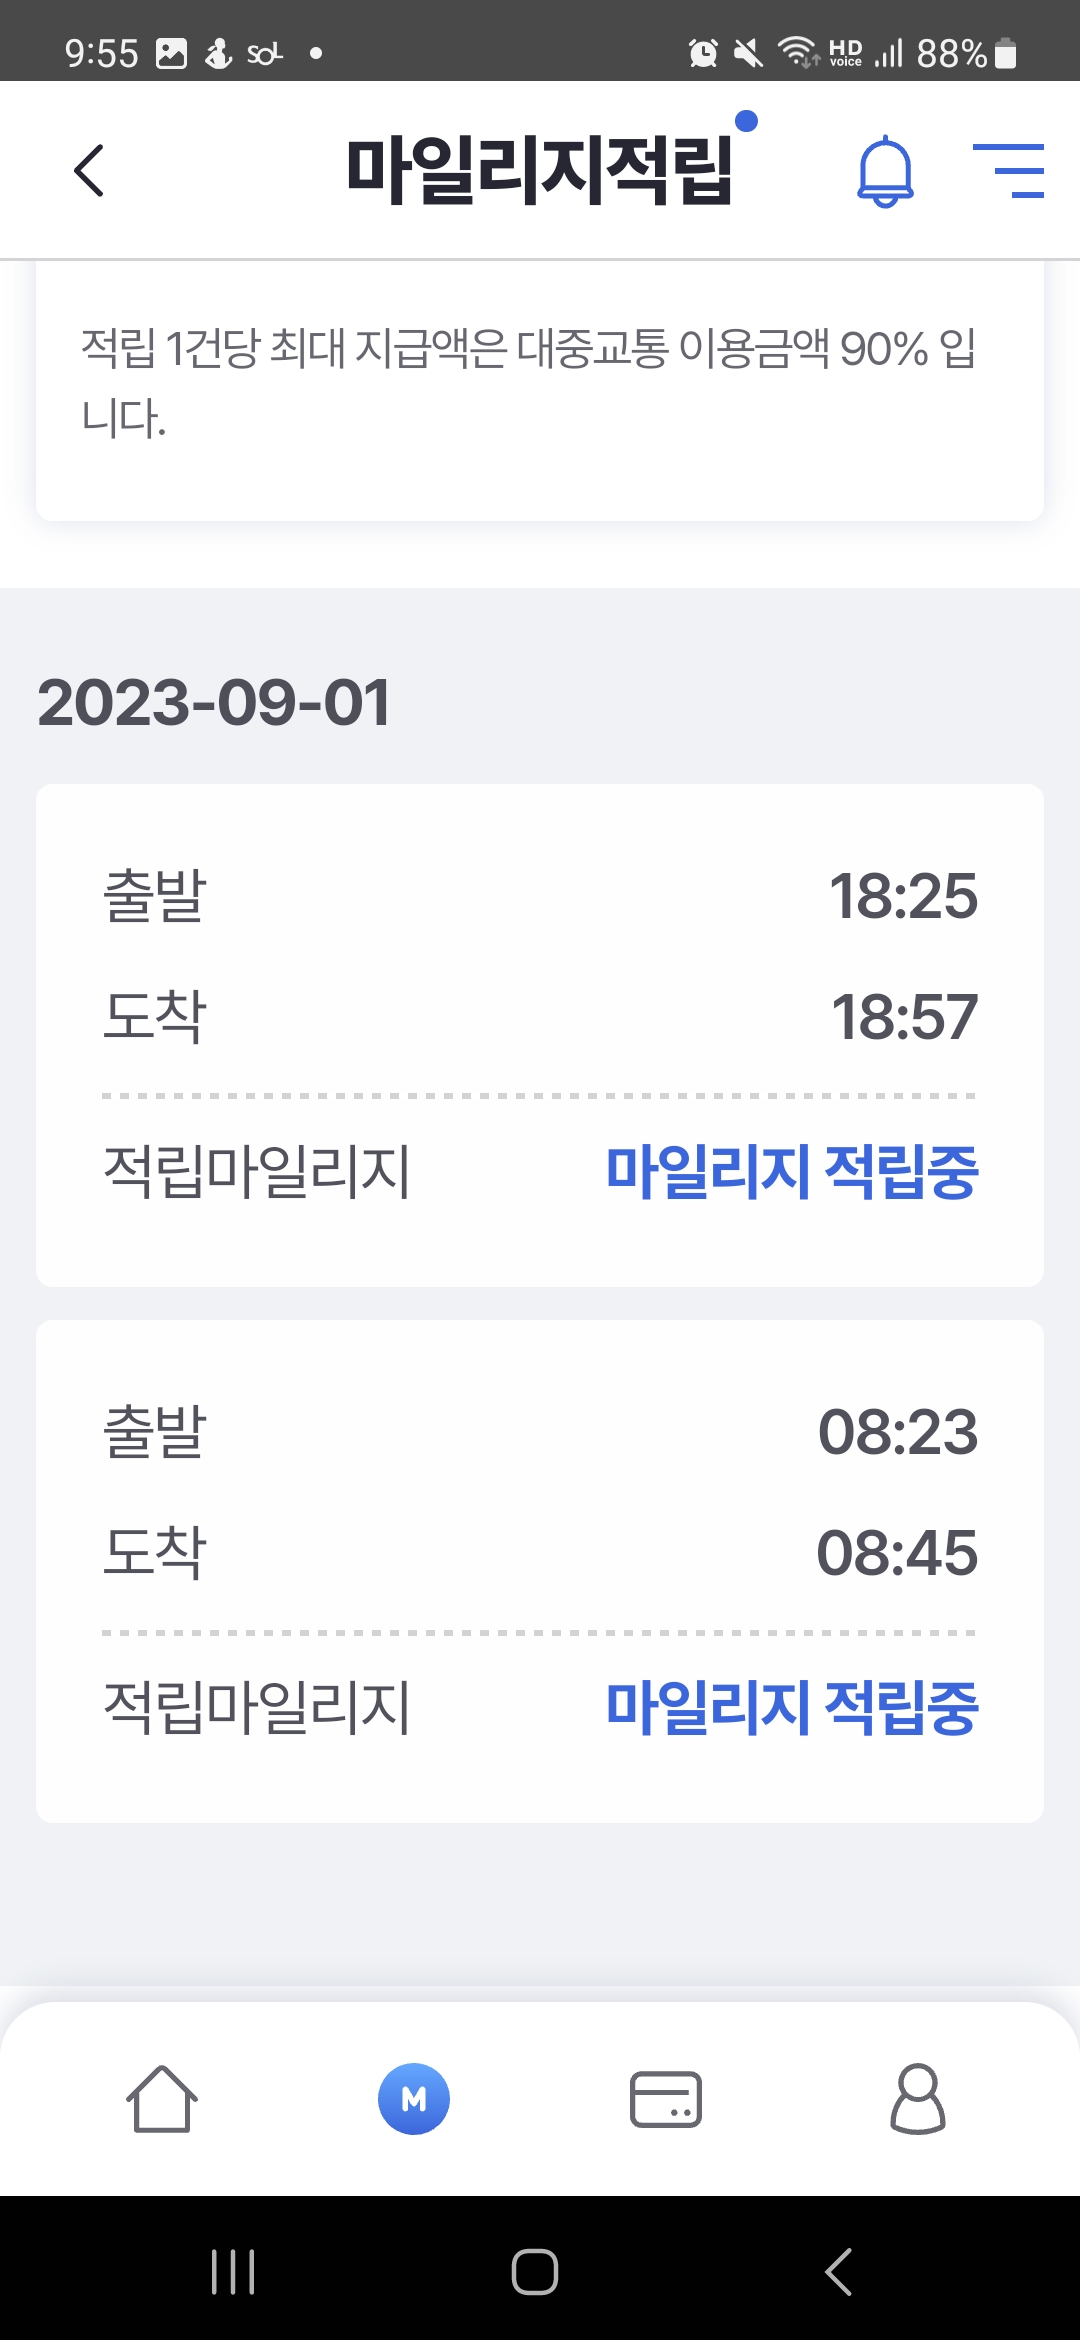 9:55 SOL HD voice 88%
마일리지적립
적립 1건당 최대 지급액은 대중교통 이용금액 90% 입
니다.
2023-09-01
출발 18:25
도착 18:57
적립마일리지 마일리지 적립중
출발 08:23
도착 08:45
적립마일리지 마일리지 적립중
M